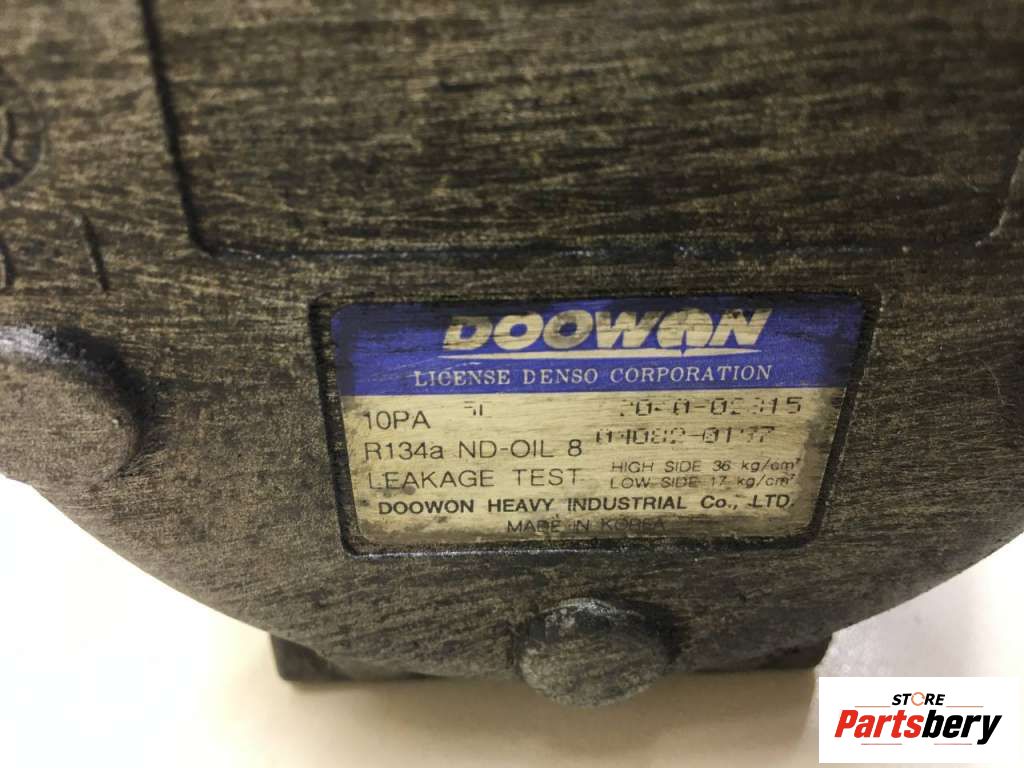 DOOWON
LICENSE DENSO CORPORATION
10PA
R134a ND-OIL 8
LEAKAGE TEST HIGH SIDE 36 kg/cm²
LOW SIDE 17 kg/cm²
DOOWON HEAVY INDUSTRIAL Co., LTD.
MADE IN KOREA
STORE
Partsbery